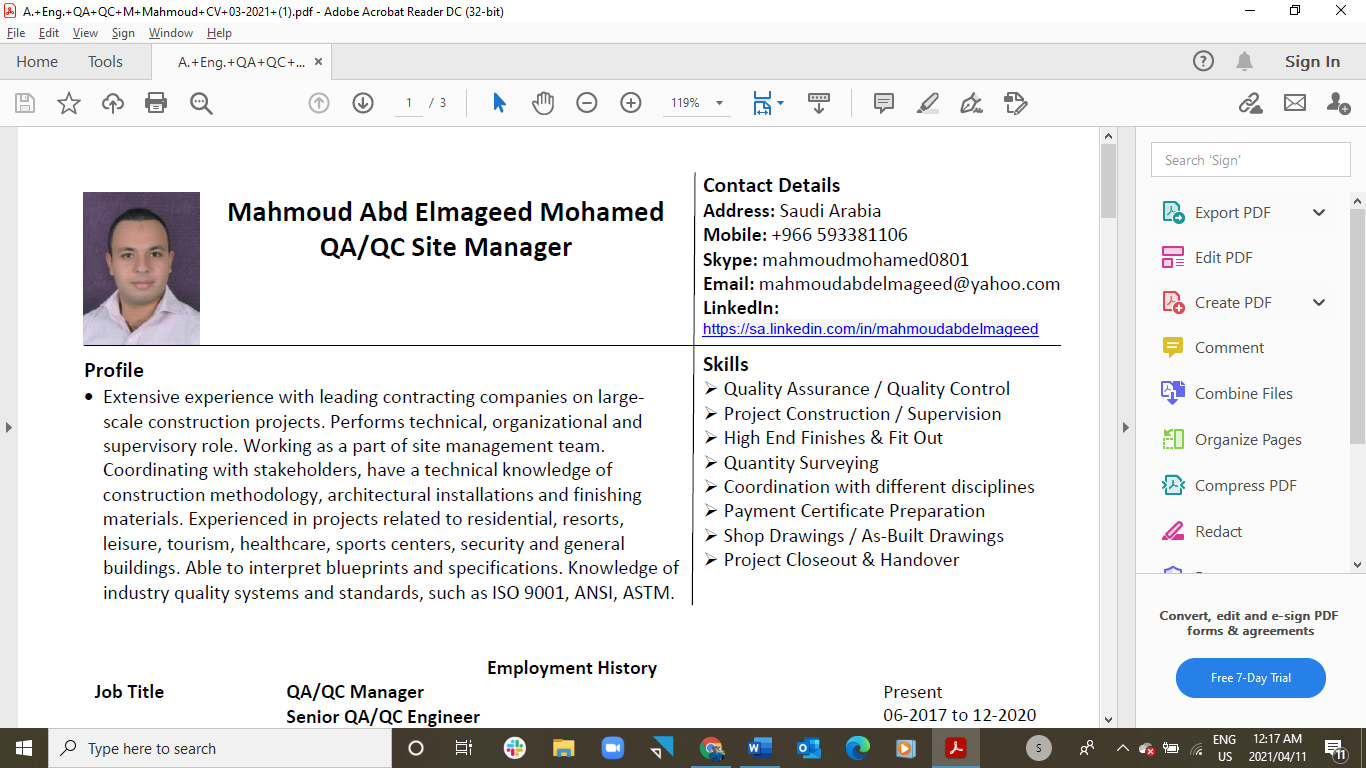 A.+Eng.+QA+QC+M+Mahmoud+CV+03-2021+(1).pdf - Adobe Acrobat Reader DC (32-bit)
File Edit View Sign Window Help
Home Tools A.+Eng.+QA+QC+... × Sign In
1 / 3 119%
Mahmoud Abd Elmageed Mohamed
QA/QC Site Manager
Contact Details
Address: Saudi Arabia
Mobile: +966 593381106
Skype: mahmoudmohamed0801
Email: mahmoudabdelmageed@yahoo.com
LinkedIn:
https://sa.linkedin.com/in/mahmoudabdelmageed
Profile
• Extensive experience with leading contracting companies on large-
scale construction projects. Performs technical, organizational and
supervisory role. Working as a part of site management team.
Coordinating with stakeholders, have a technical knowledge of
construction methodology, architectural installations and finishing
materials. Experienced in projects related to residential, resorts,
leisure, tourism, healthcare, sports centers, security and general
buildings. Able to interpret blueprints and specifications. Knowledge of
industry quality systems and standards, such as ISO 9001, ANSI, ASTM.
Skills
➢ Quality Assurance / Quality Control
➢ Project Construction / Supervision
➢ High End Finishes & Fit Out
➢ Quantity Surveying
➢ Coordination with different disciplines
➢ Payment Certificate Preparation
➢ Shop Drawings / As-Built Drawings
➢ Project Closeout & Handover
Employment History
Job Title QA/QC Manager Present
Senior QA/QC Engineer 06-2017 to 12-2020
Search 'Sign'
Export PDF
Edit PDF
Create PDF
Comment
Combine Files
Organize Pages
Compress PDF
Redact
Convert, edit and e-sign PDF
forms & agreements
Free 7-Day Trial
Type here to search
S
ENG
US
12:17 AM
2021/04/11
11